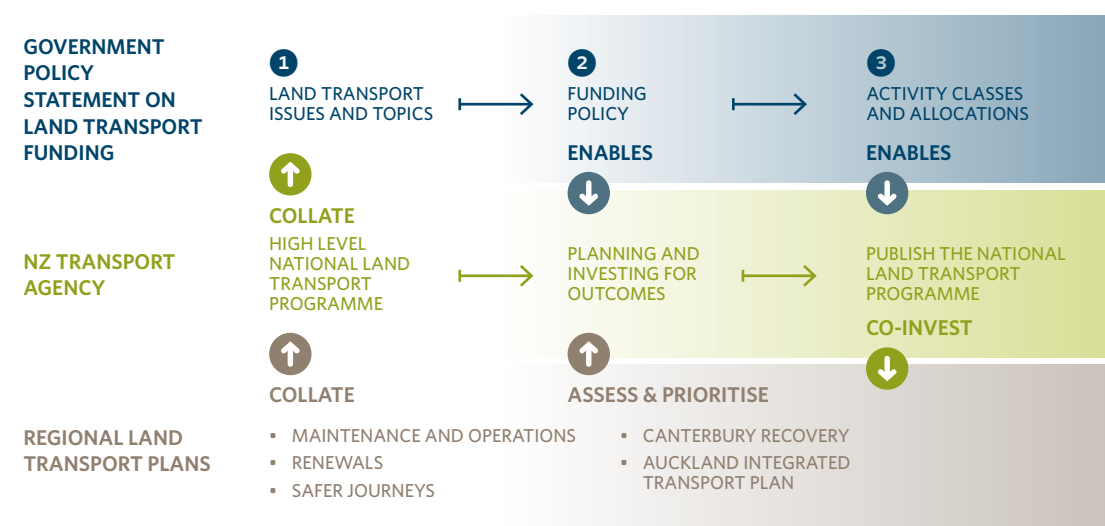 GOVERNMENT
POLICY
STATEMENT ON
LAND TRANSPORT
FUNDING
1
LAND TRANSPORT
ISSUES AND TOPICS
2
FUNDING
POLICY
ENABLES
3
ACTIVITY CLASSES
AND ALLOCATIONS
ENABLES
NZ TRANSPORT
AGENCY
COLLATE
HIGH LEVEL
NATIONAL LAND
TRANSPORT
PROGRAMME
PLANNING AND
INVESTING FOR
OUTCOMES
PUBLISH THE NATIONAL
LAND TRANSPORT
PROGRAMME
CO-INVEST
REGIONAL LAND
TRANSPORT PLANS
COLLATE
▪ MAINTENANCE AND OPERATIONS
▪ RENEWALS
▪ SAFER JOURNEYS
ASSESS & PRIORITISE
▪ CANTERBURY RECOVERY
▪ AUCKLAND INTEGRATED
TRANSPORT PLAN